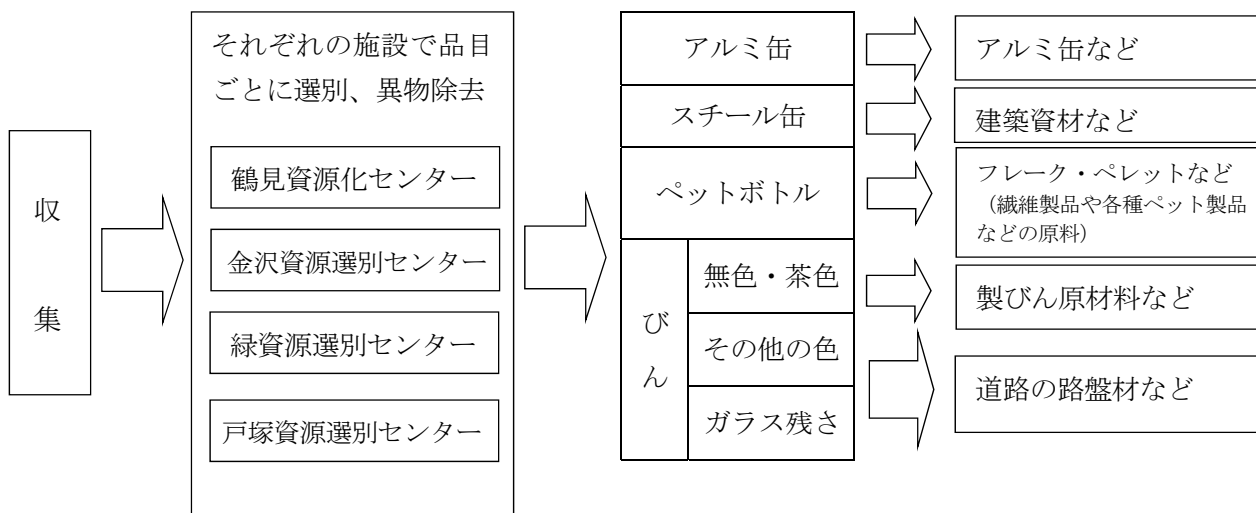 収
集
それぞれの施設で品目
ごとに選別、異物除去
鶴見資源化センター
金沢資源選別センター
緑資源選別センター
戸塚資源選別センター
アルミ缶
スチール缶
ペットボトル
びん
無色・茶色
その他の色
ガラス残さ
アルミ缶など
建築資材など
フレーク・ペレットなど
（繊維製品や各種ペット製品
などの原料）
製びん原材料など
道路の路盤材など